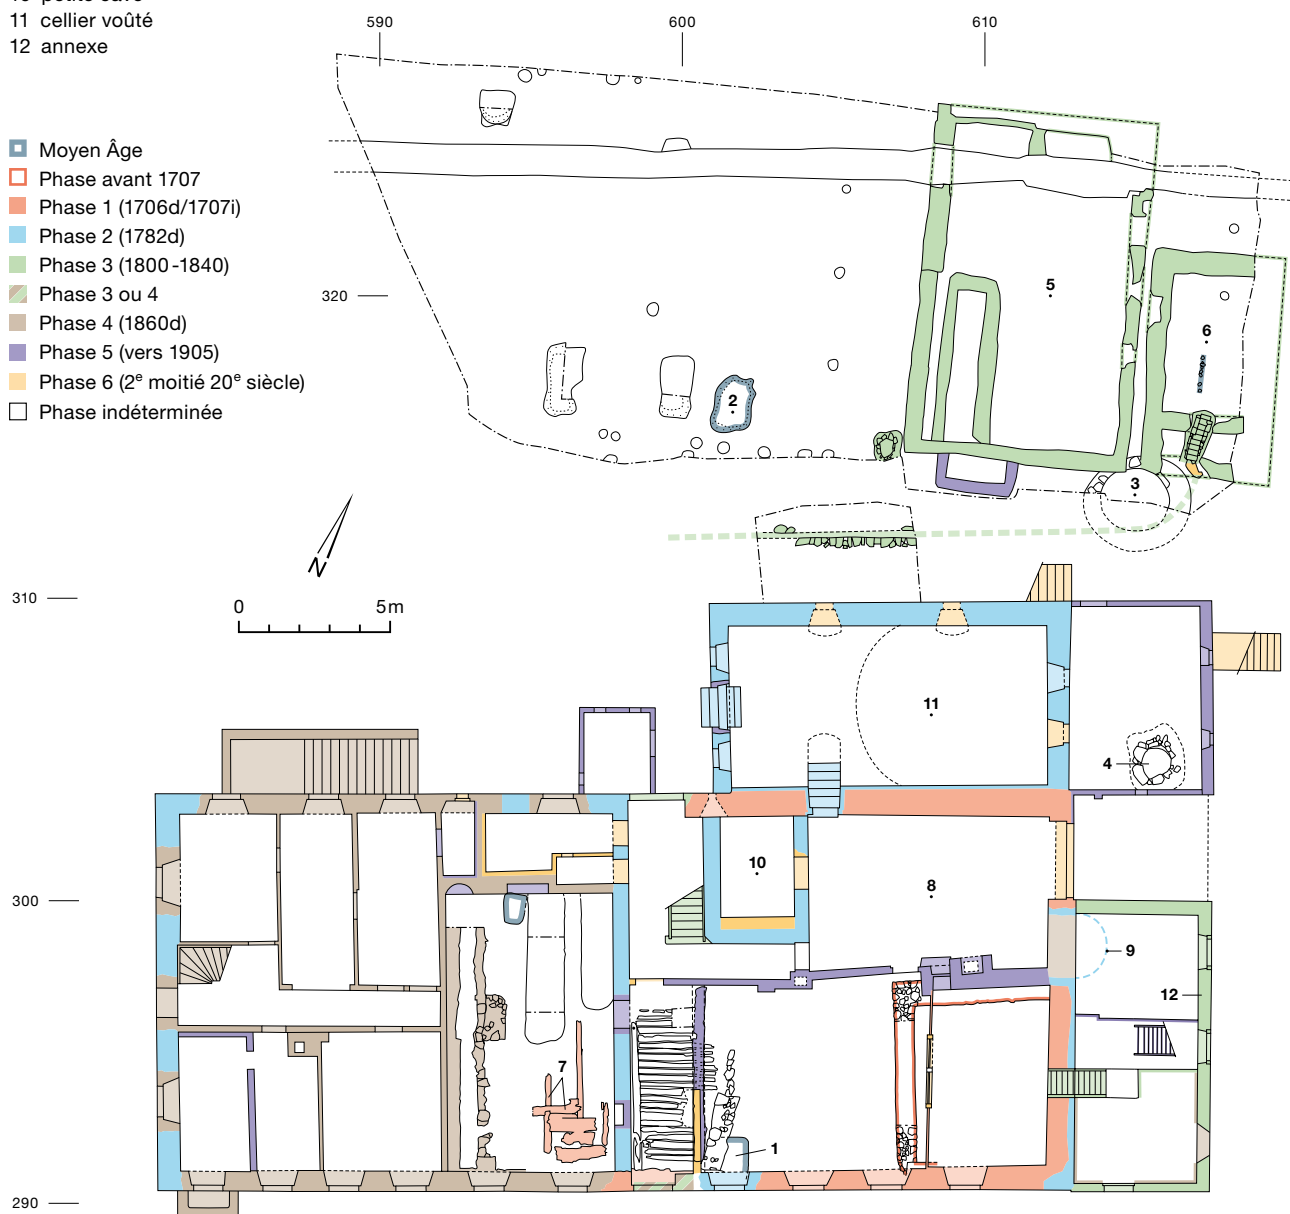 11 cellier voûté
12 annexe
590
600
610
Moyen Âge
Phase avant 1707
Phase 1 (1706d/1707i)
Phase 2 (1782d)
Phase 3 (1800-1840)
Phase 3 ou 4
Phase 4 (1860d)
Phase 5 (vers 1905)
Phase 6 (2e moitié 20e siècle)
Phase indéterminée
320
5
6
2
3
N
310
0 5m
11
4
10
8
300
9
12
7
1
290